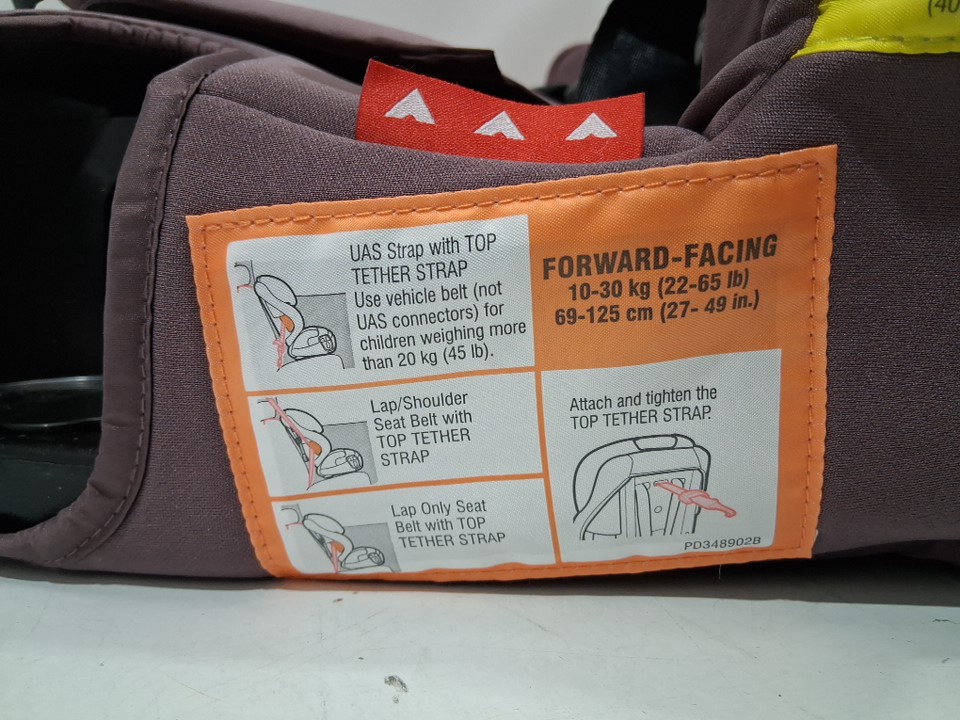 (40
UAS Strap with TOP
TETHER STRAP
Use vehicle belt (not
UAS connectors) for
children weighing more
than 20 kg (45 lb).
Lap/Shoulder
Seat Belt with
TOP TETHER
STRAP
Lap Only Seat
Belt with TOP
TETHER STRAP
FORWARD-FACING
10-30 kg (22-65 lb)
69-125 cm (27- 49 in.)
Attach and tighten the
TOP TETHER STRAP.
PD348902B